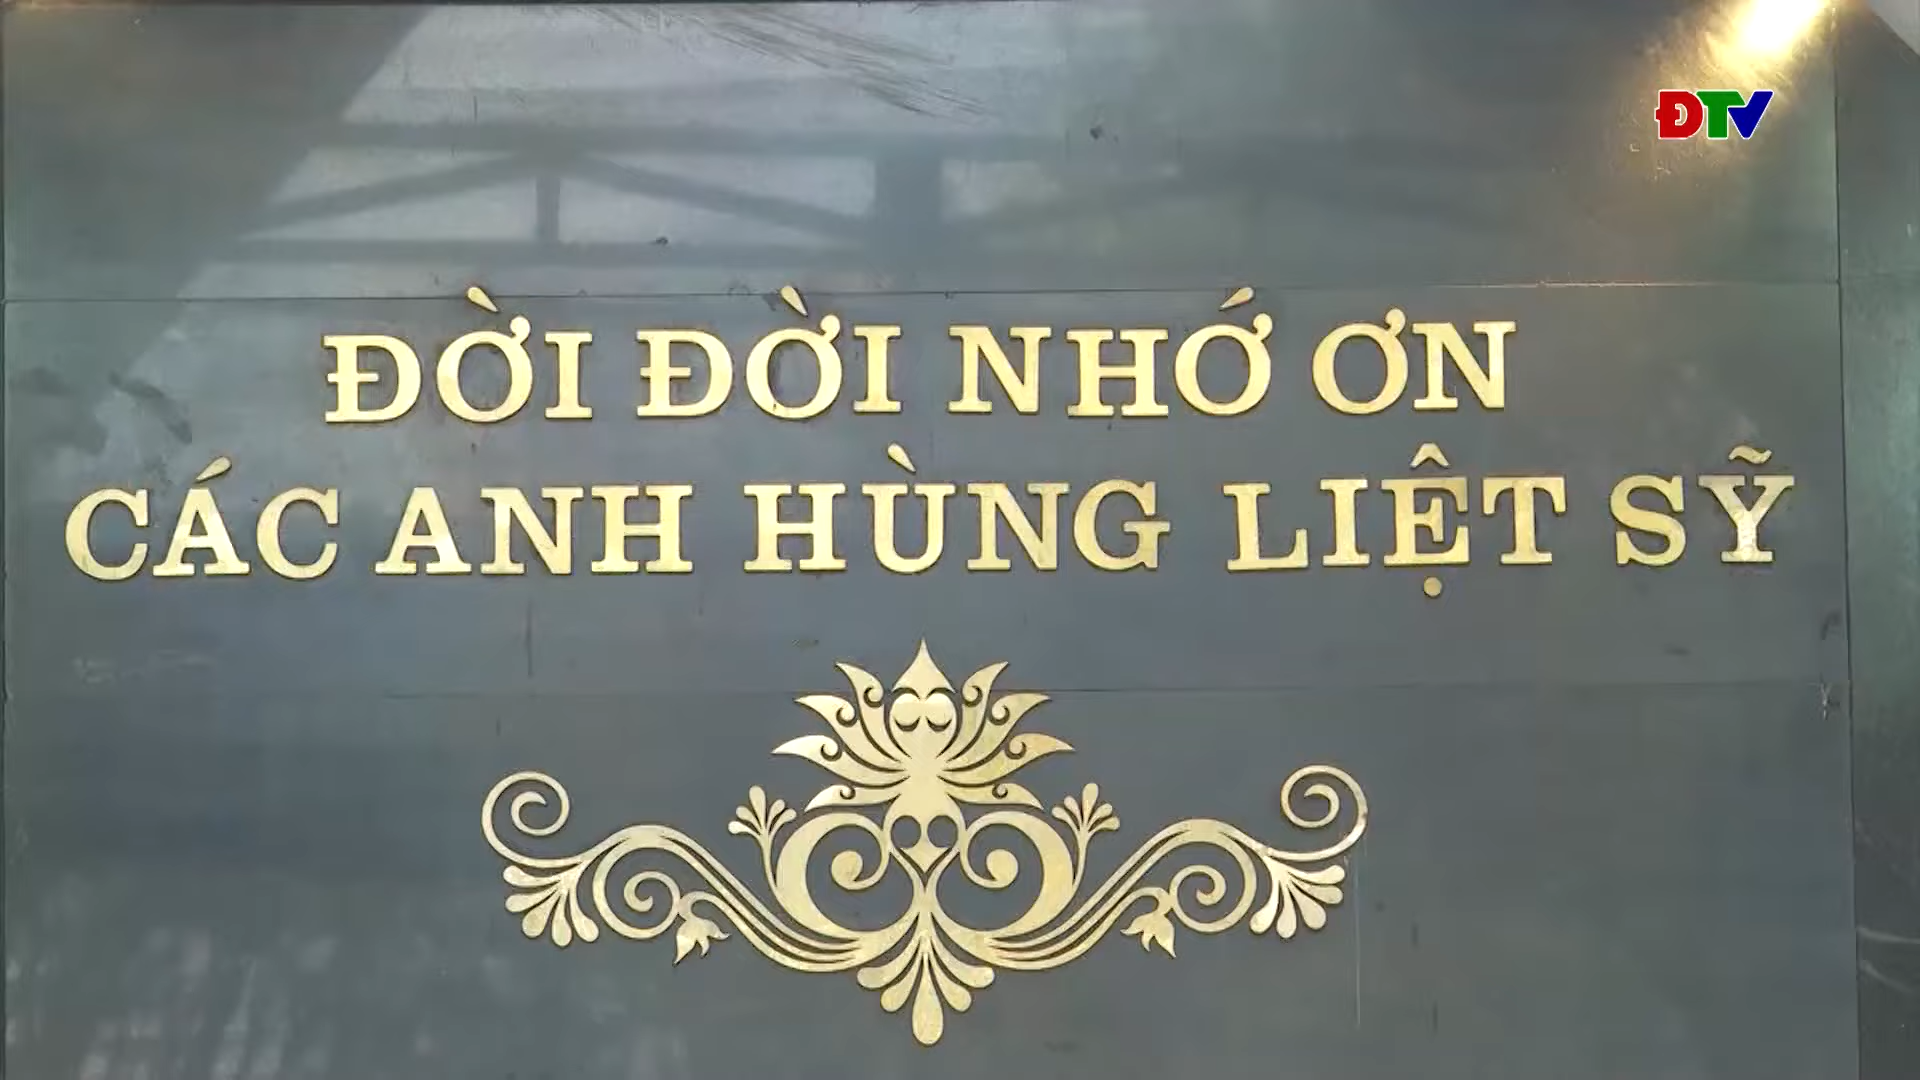 ĐTV
ĐỜI ĐỜI NHỚ ƠN
CÁC ANH HÙNG LIỆT SỸ